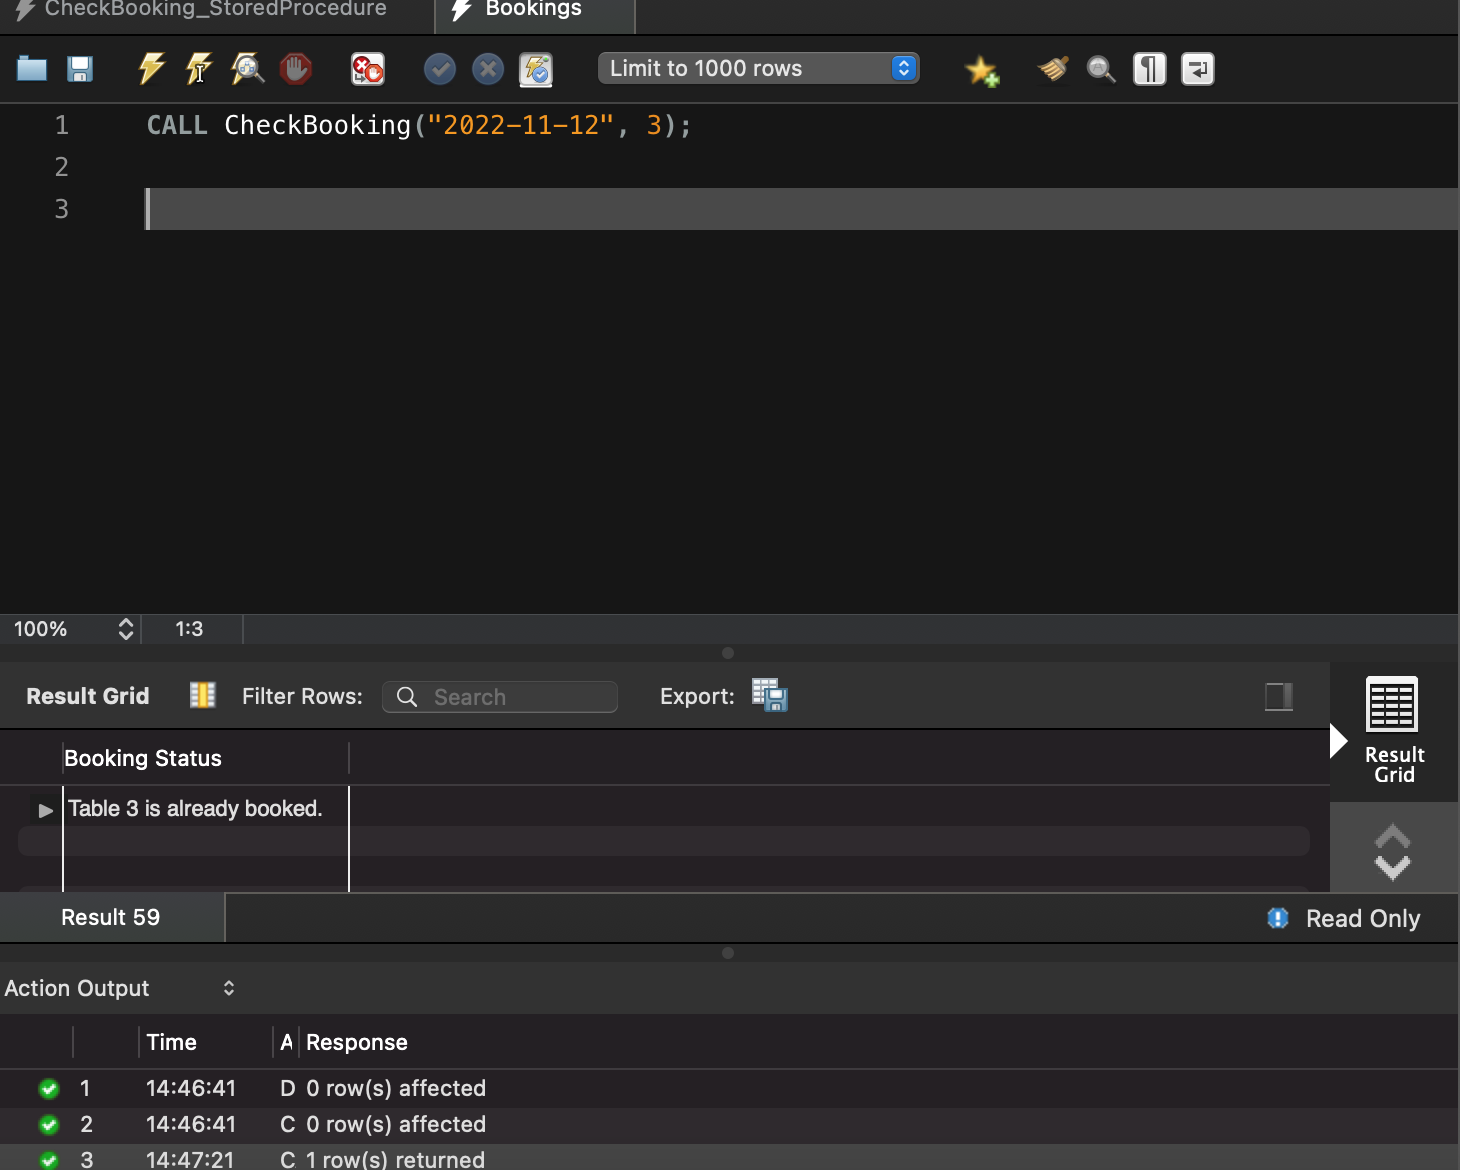 CheckBooking_StoredProcedure Bookings
Limit to 1000 rows
1 CALL CheckBooking("2022-11-12", 3);
2
3
100% 1:3
Result Grid Filter Rows: Search Export:
Result Grid
Booking Status
Table 3 is already booked.
Result 59 Read Only
Action Output
Time A Response
1 14:46:41 D 0 row(s) affected
2 14:46:41 C 0 row(s) affected
3 14:47:21 C 1 row(s) returned